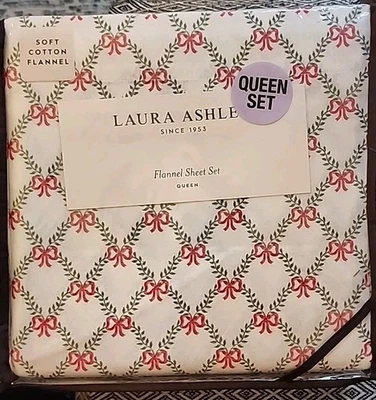 SOFT
COTTON
FLANNEL
QUEEN
SET
LAURA ASHLE
SINCE 1953
Flannel Sheet Set
QUEEN